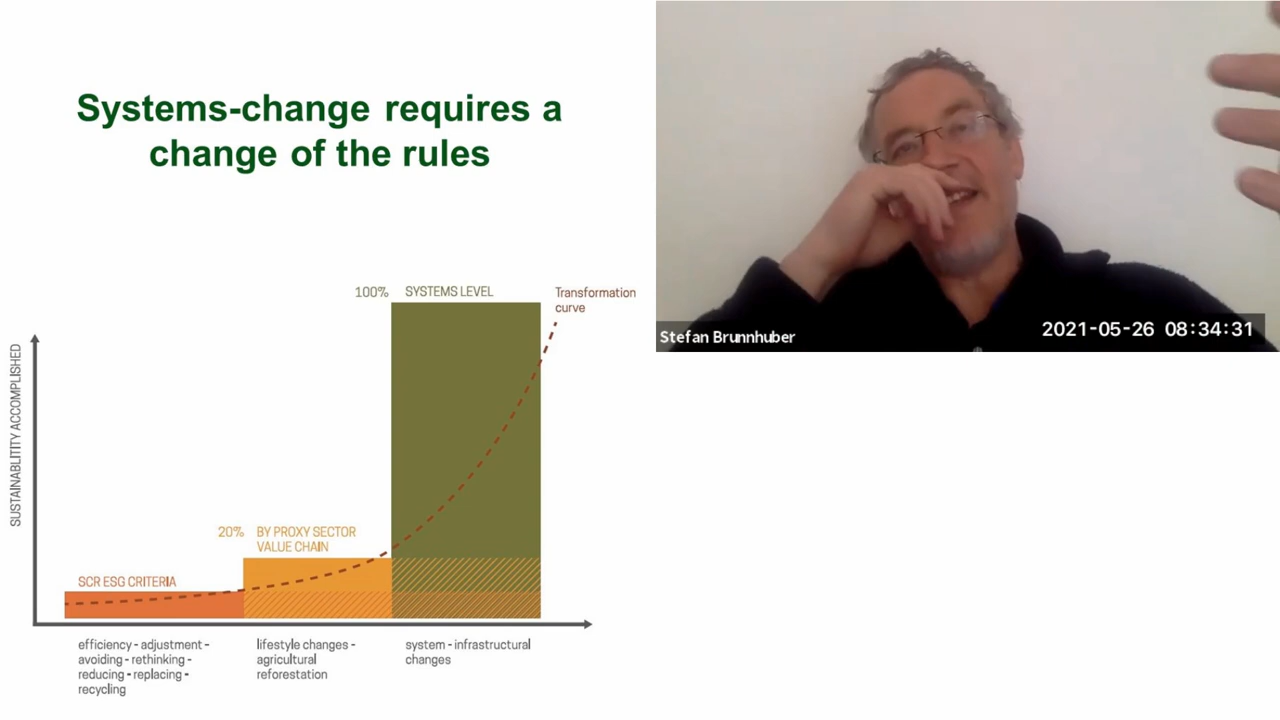 Systems-change requires a
change of the rules
100%
SYSTEMS LEVEL
Transformation
curve
SUSTAINABLITITY ACCOMPLISHED
20%
BY PROXY SECTOR
VALUE CHAIN
SCR ESG CRITERIA
efficiency - adjustment -
avoiding - rethinking -
reducing - replacing -
recycling
lifestyle changes -
agricultural
reforestation
system - infrastructural
changes
Stefan Brunnhuber
2021-05-26 08:34:31